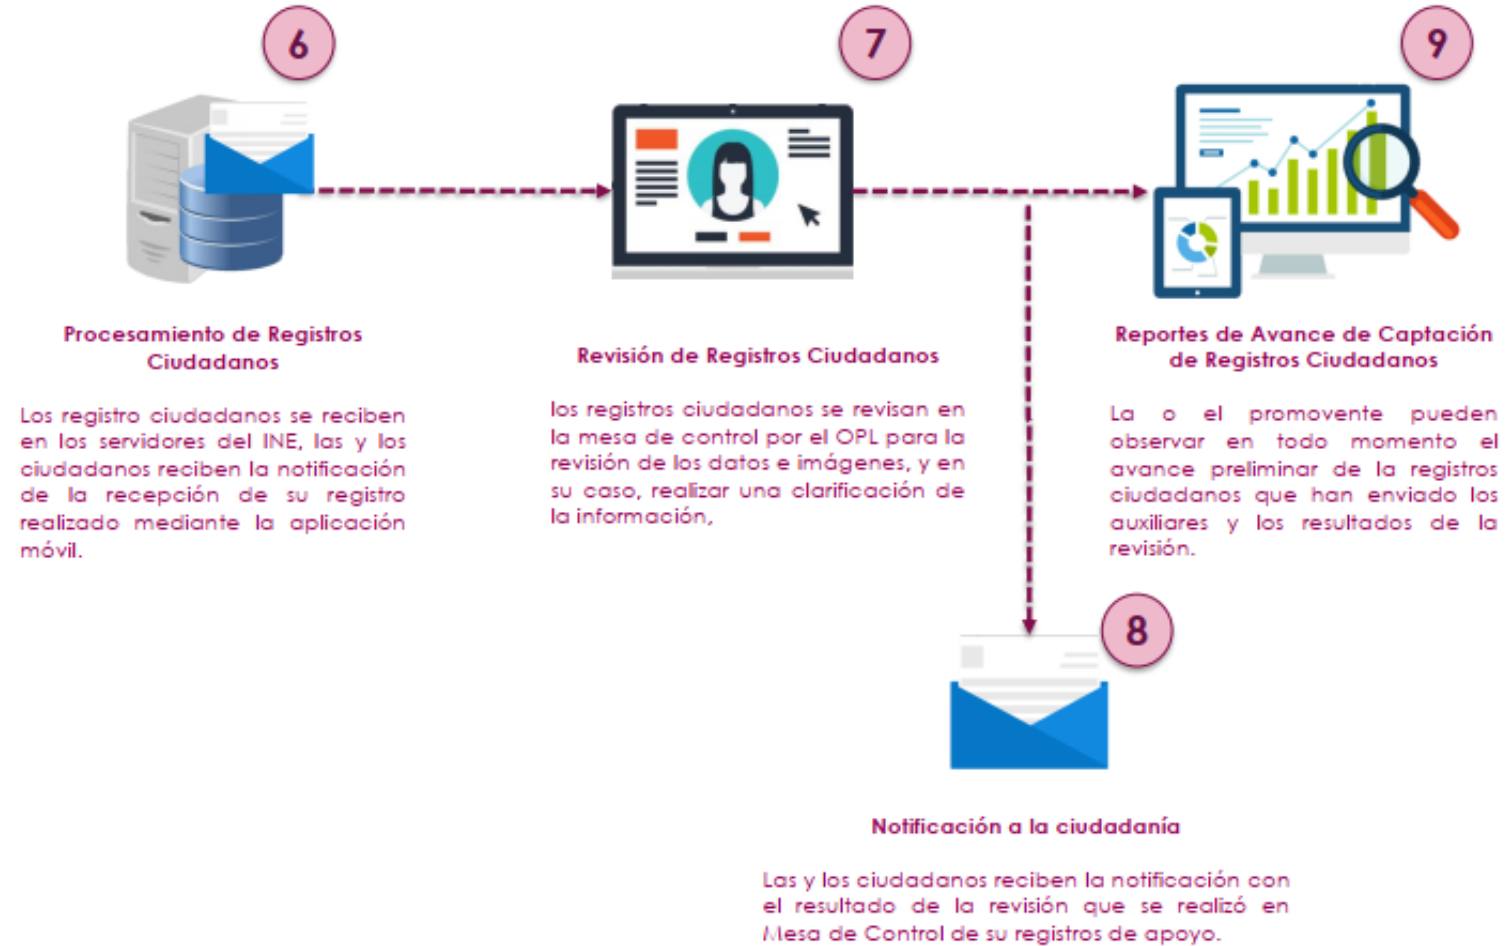 6
Procesamiento de Registros
Ciudadanos
Los registro ciudadanos se reciben
en los servidores del INE, las y los
ciudadanos reciben la notificación
de la recepción de su registro
realizado mediante la aplicación
móvil.
7
Revisión de Registros Ciudadanos
los registros ciudadanos se revisan en
la mesa de control por el OPL para la
revisión de los datos e imágenes, y en
su caso, realizar una clarificación de
la información,
9
Reportes de Avance de Captación
de Registros Ciudadanos
La o el promovente pueden
observar en todo momento el
avance preliminar de la registros
ciudadanos que han enviado los
auxiliares y los resultados de la
revisión.
8
Notificación a la ciudadanía
Las y los ciudadanos reciben la notificación con
el resultado de la revisión que se realizó en
Mesa de Control de su registros de apoyo.